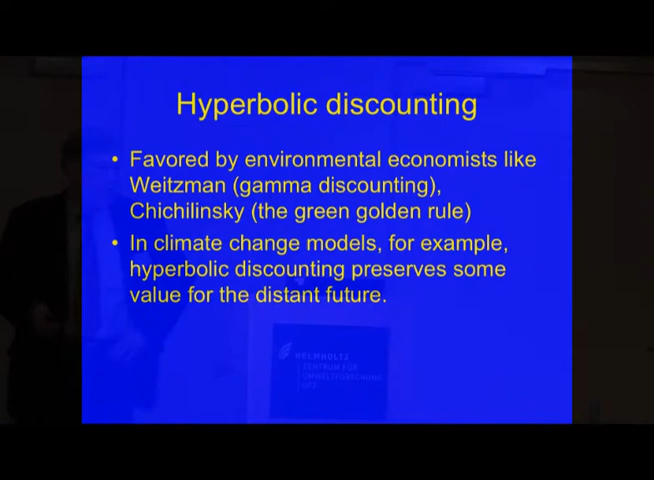 Hyperbolic discounting
• Favored by environmental economists like
Weitzman (gamma discounting),
Chichilinsky (the green golden rule)
• In climate change models, for example,
hyperbolic discounting preserves some
value for the distant future.
HELMHOLTZ
ZENTRUM FÜR
UMWELTFORSCHUNG
UFZ